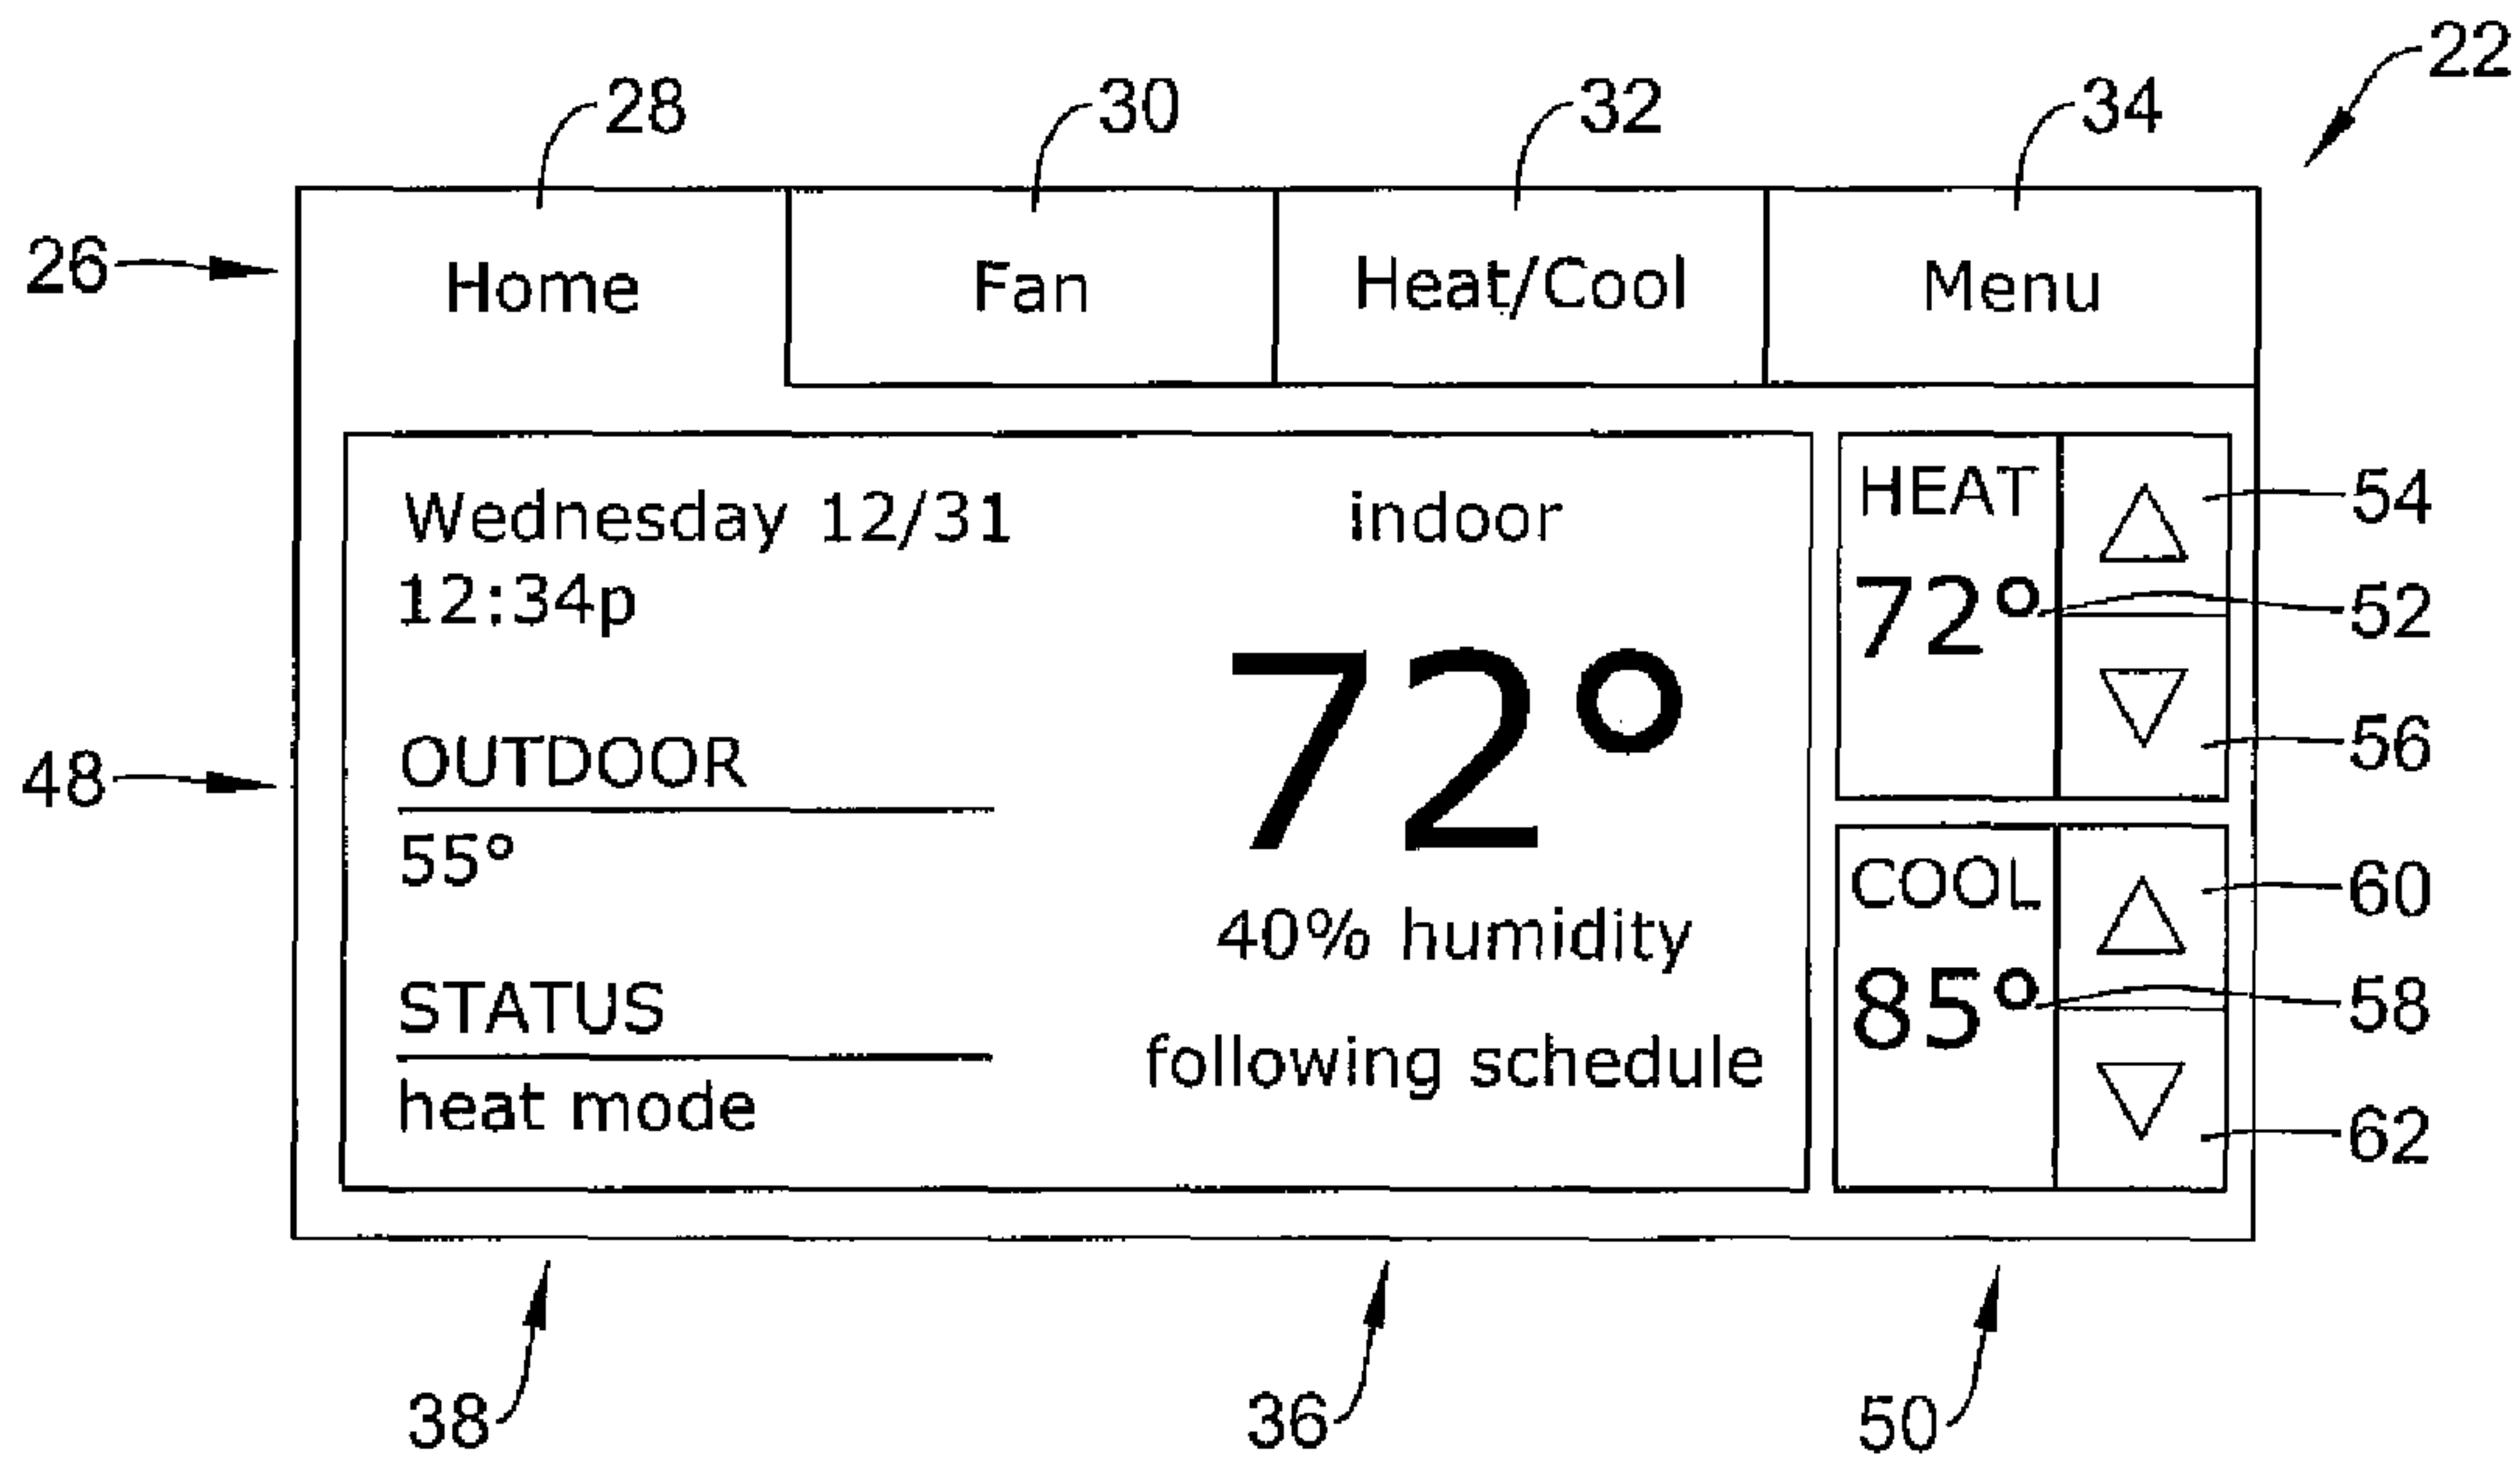 22
28 30 32 34
26
Home Fan Heat/Cool Menu
Wednesday 12/31
12:34p
OUTDOOR
55°
STATUS
heat mode
indoor
72°
40% humidity
following schedule
HEAT
72°
COOL
85°
54
52
56
60
58
62
48
38 36 50